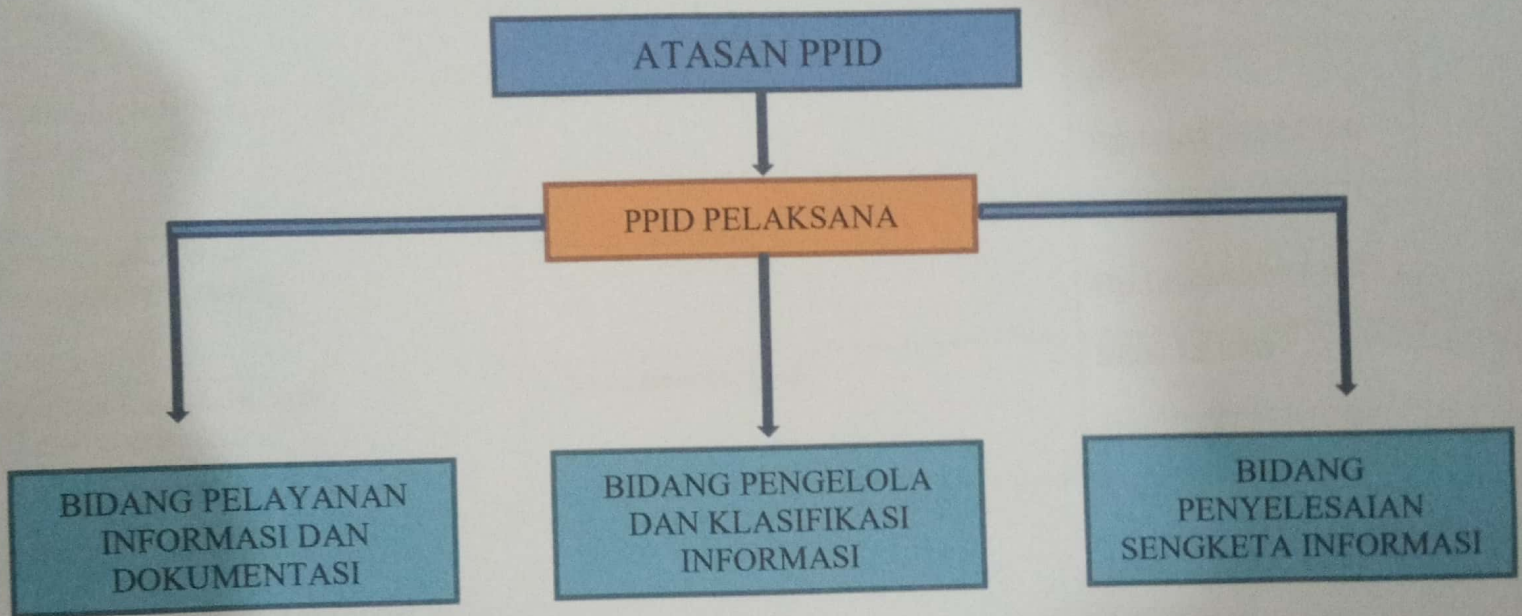 ATASAN PPID
PPID PELAKSANA
BIDANG PELAYANAN
INFORMASI DAN
DOKUMENTASI
BIDANG PENGELOLA
DAN KLASIFIKASI
INFORMASI
BIDANG
PENYELESAIAN
SENGKETA INFORMASI